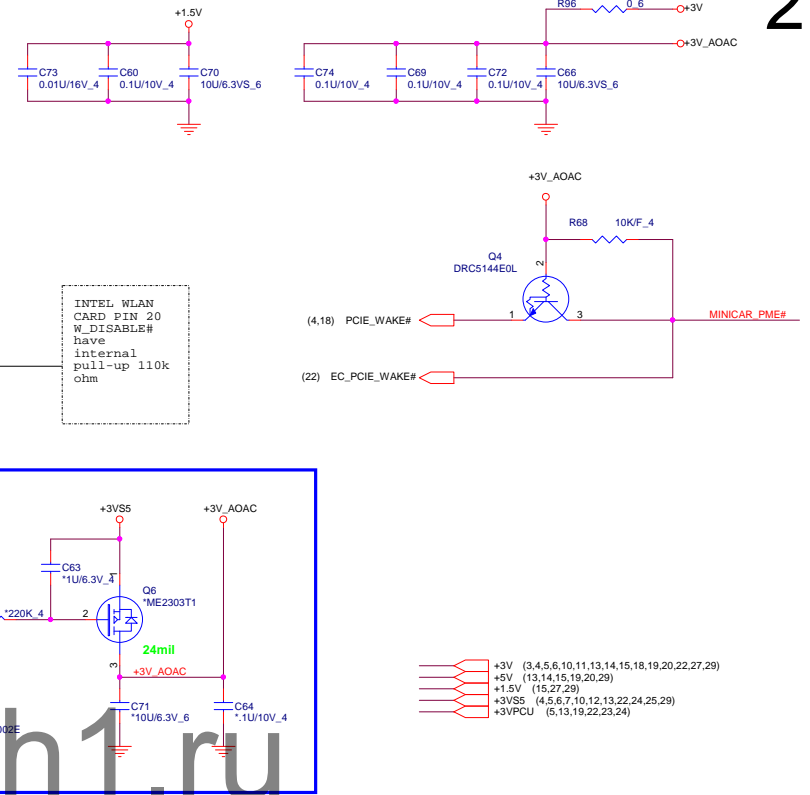 R96 0_6 +3V
2
+1.5V
+3V_AOAC
C73
0.01U/16V_4
C60
0.1U/10V_4
C70
10U/6.3VS_6
C74
0.1U/10V_4
C69
0.1U/10V_4
C72
0.1U/10V_4
C66
10U/6.3VS_6
+3V_AOAC
R68 10K/F_4
Q4
DRC5144E0L
2
(4,18) PCIE_WAKE# 1 3 MINICAR_PME#
(22) EC_PCIE_WAKE#
INTEL WLAN
CARD PIN 20
W_DISABLE#
have
internal
pull-up 110k
ohm
+3VS5 +3V_AOAC
C63
*1U/6.3V_4
1
Q6
*ME2303T1
*220K_4 2
24mil
3
+3V_AOAC
C71
*10U/6.3V_6
C64
*.1U/10V_4
002E
h1.ru
+3V (3,4,5,6,10,11,13,14,15,18,19,20,22,27,29)
+5V (13,14,15,19,20,29)
+1.5V (15,27,29)
+3VS5 (4,5,6,7,10,12,13,22,24,25,29)
+3VPCU (5,13,19,22,23,24)